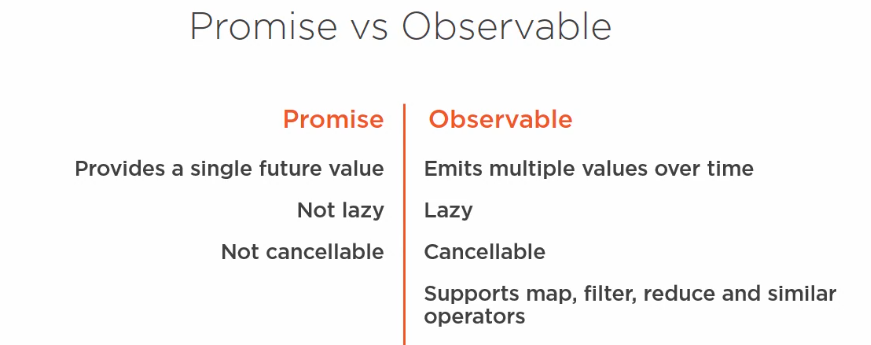 Promise vs Observable
Promise
Observable
Provides a single future value
Emits multiple values over time
Not lazy
Lazy
Not cancellable
Cancellable
Supports map, filter, reduce and similar
operators